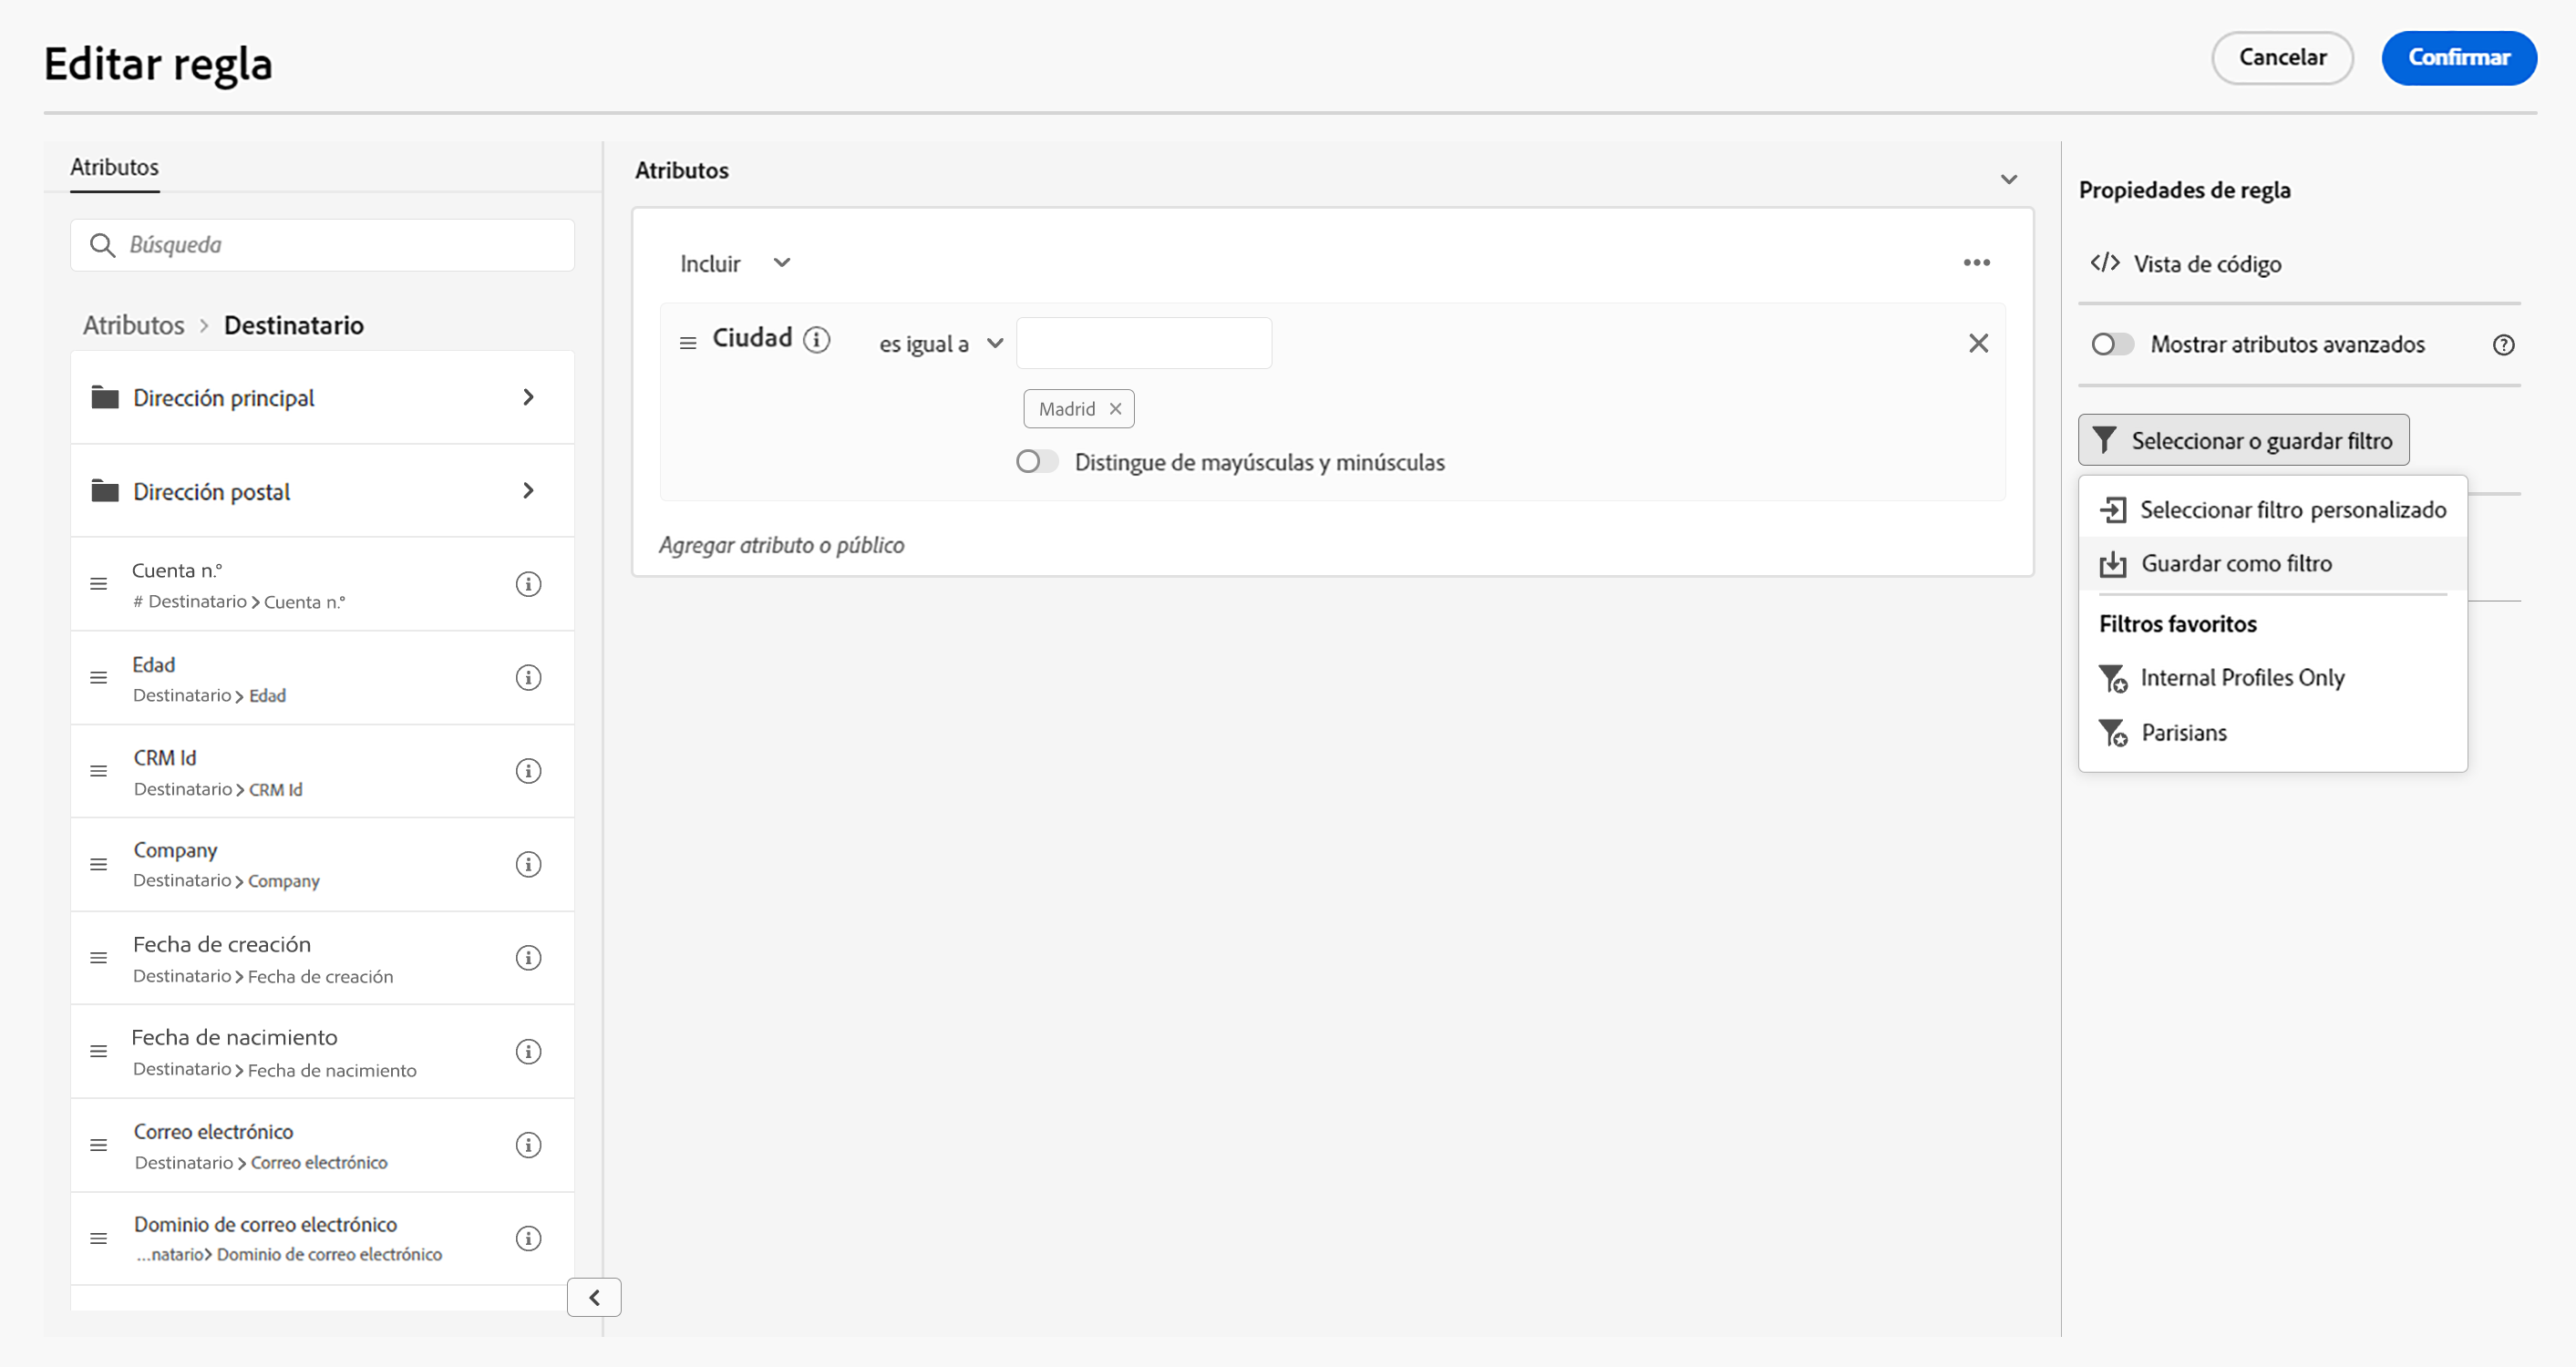 Editar regla
Cancelar
Confirmar
Atributos
Búsqueda
Atributos > Destinatario
Dirección principal
Dirección postal
Cuenta n.°
# Destinatario > Cuenta n.°
Edad
Destinatario > Edad
CRM Id
Destinatario > CRM Id
Company
Destinatario > Company
Fecha de creación
Destinatario > Fecha de creación
Fecha de nacimiento
Destinatario > Fecha de nacimiento
Correo electrónico
Destinatario > Correo electrónico
Dominio de correo electrónico
...natario > Dominio de correo electrónico
Atributos
Incluir
Ciudad
es igual a
Madrid
Distingue de mayúsculas y minúsculas
Agregar atributo o público
Propiedades de regla
Vista de código
Mostrar atributos avanzados
Seleccionar o guardar filtro
Seleccionar filtro personalizado
Guardar como filtro
Filtros favoritos
Internal Profiles Only
Parisians